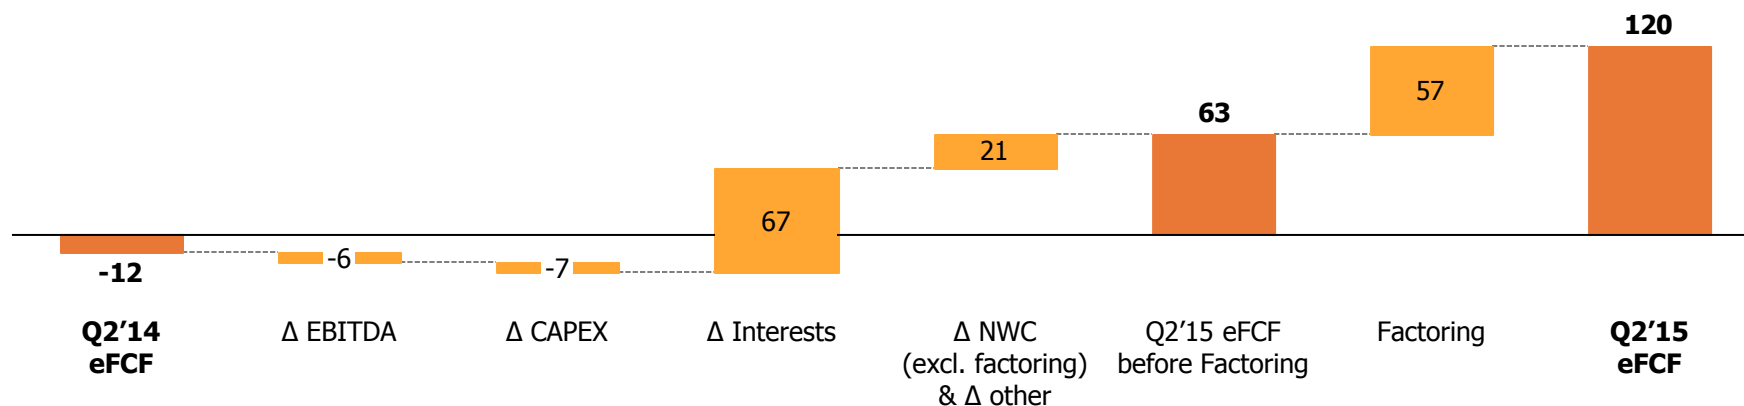 120
57
63
21
67
-6
-12
-7
Q2’14
eFCF
Δ EBITDA
Δ CAPEX
Δ Interests
Δ NWC
(excl. factoring)
& Δ other
Q2’15 eFCF
before Factoring
Factoring
Q2’15
eFCF